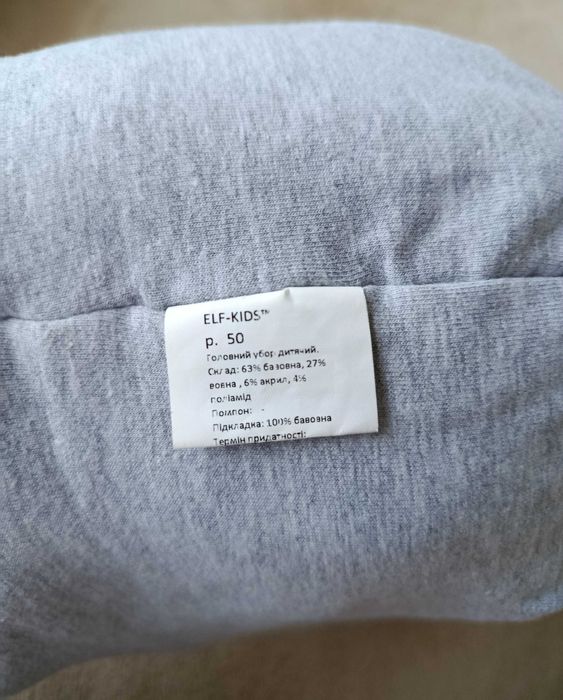 ELF-KIDS™
р. 50
Головний убор дитячий.
Склад: 63% бавовна, 27%
вовна , 6% акрил, 4%
поліамід
Помпон: -
Підкладка: 100% бавовна
Термін придатності: